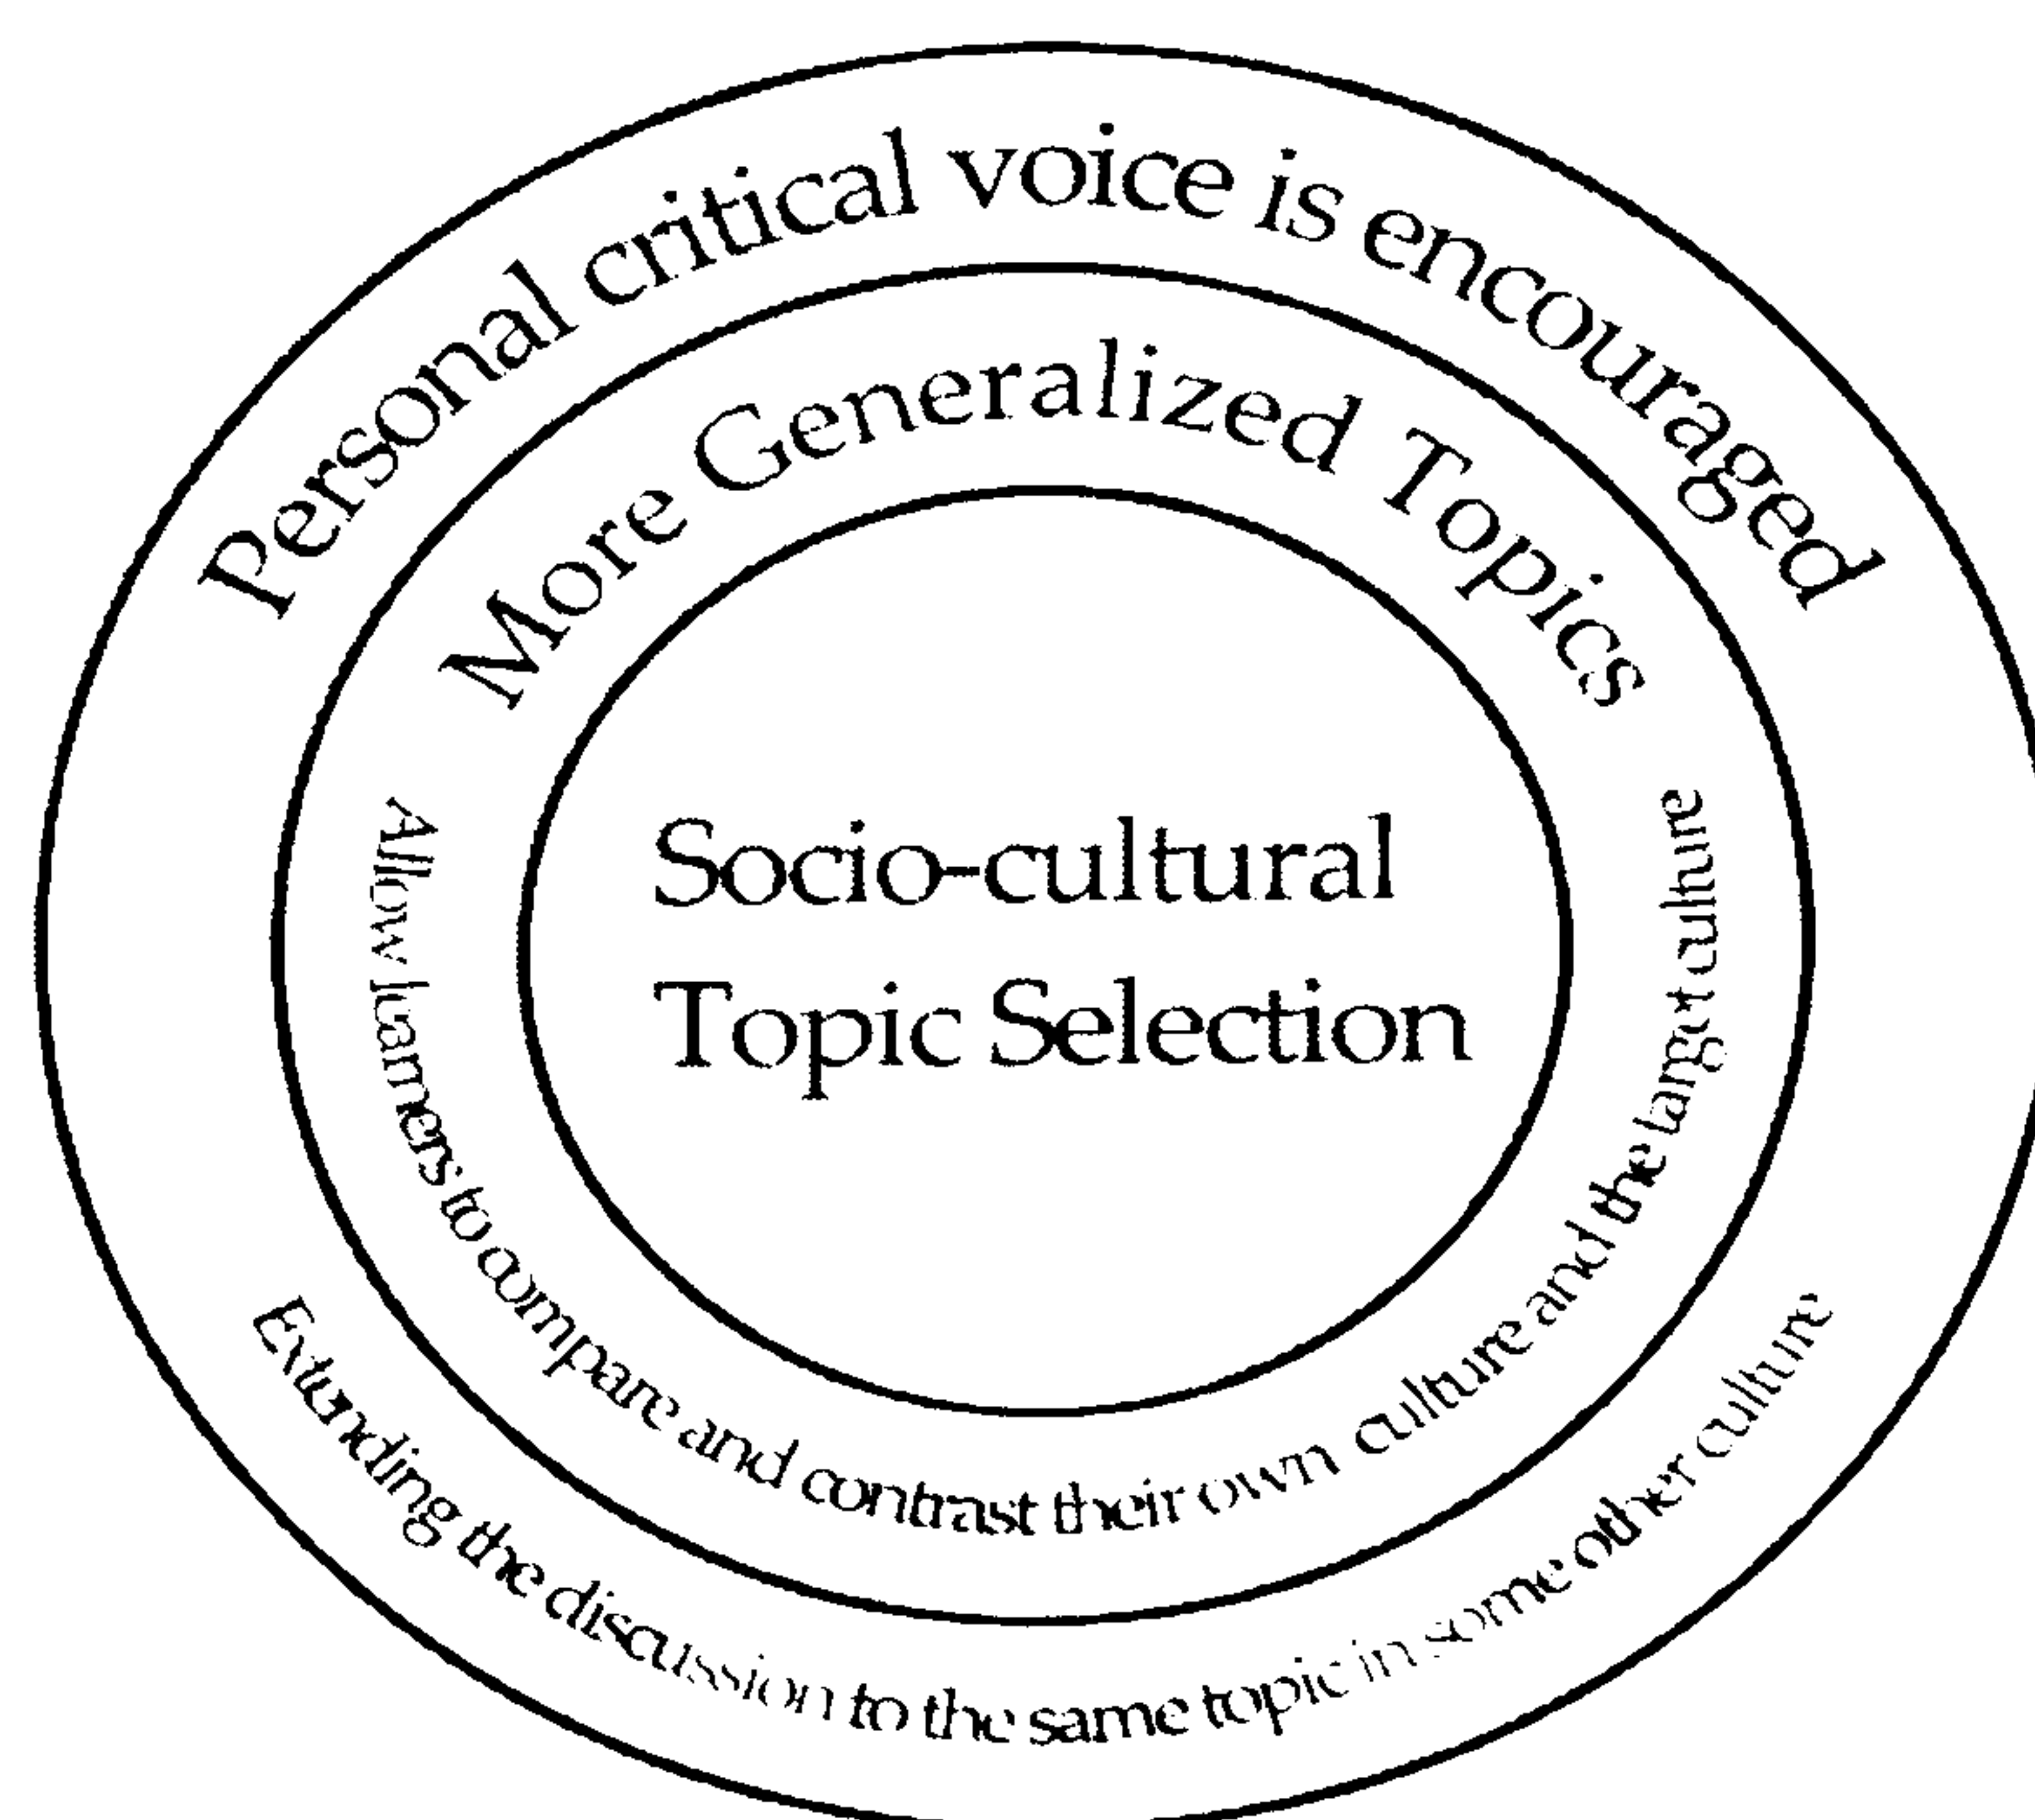 Personal critical voice is encouraged
More Generalized Topics
Socio-cultural
Topic Selection
Allow learners to compare and contrast their own culture and the target culture
Extending the discussion to the same topic in some other culture